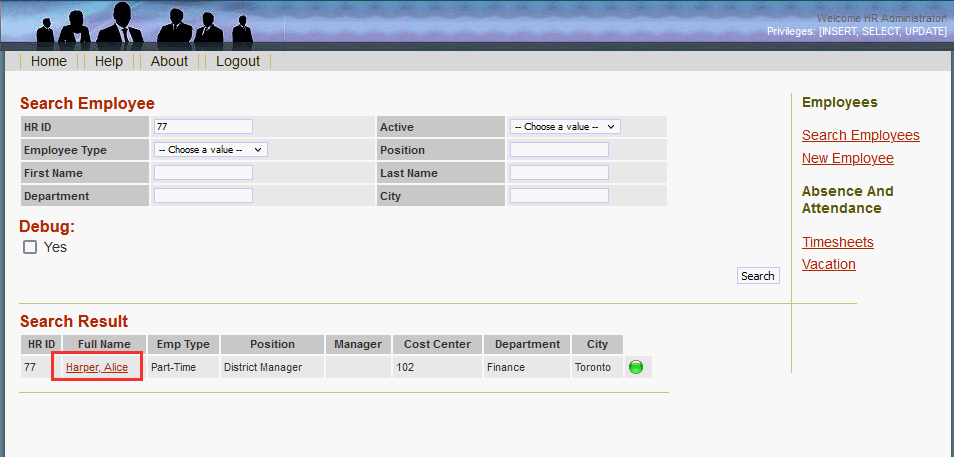 Welcome HR Administrator!
Privileges: [INSERT, SELECT, UPDATE]
Home Help About Logout
Search Employee
HR ID 77 Active -- Choose a value --
Employee Type -- Choose a value -- Position
First Name Last Name
Department City
Debug:
Yes
Search
Employees
Search Employees
New Employee
Absence And
Attendance
Timesheets
Vacation
Search Result
HR ID Full Name Emp Type Position Manager Cost Center Department City
77 Harper, Alice Part-Time District Manager 102 Finance Toronto